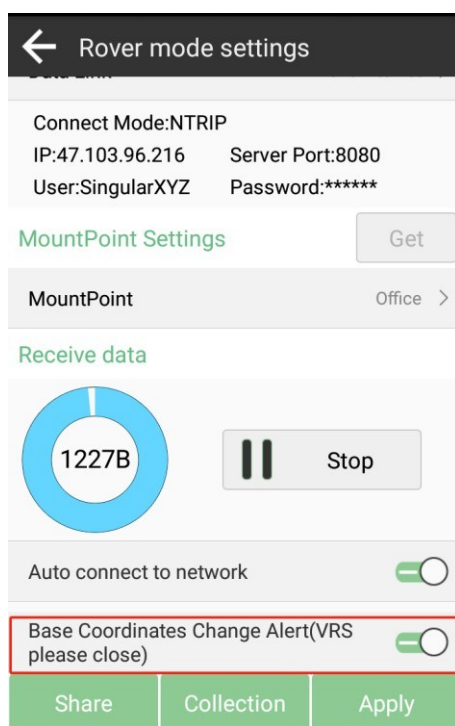 Rover mode settings
Connect Mode:NTRIP
IP:47.103.96.216 Server Port:8080
User:SingularXYZ Password:******
MountPoint Settings Get
MountPoint Office >
Receive data
1227B Stop
Auto connect to network
Base Coordinates Change Alert(VRS
please close)
Share Collection Apply